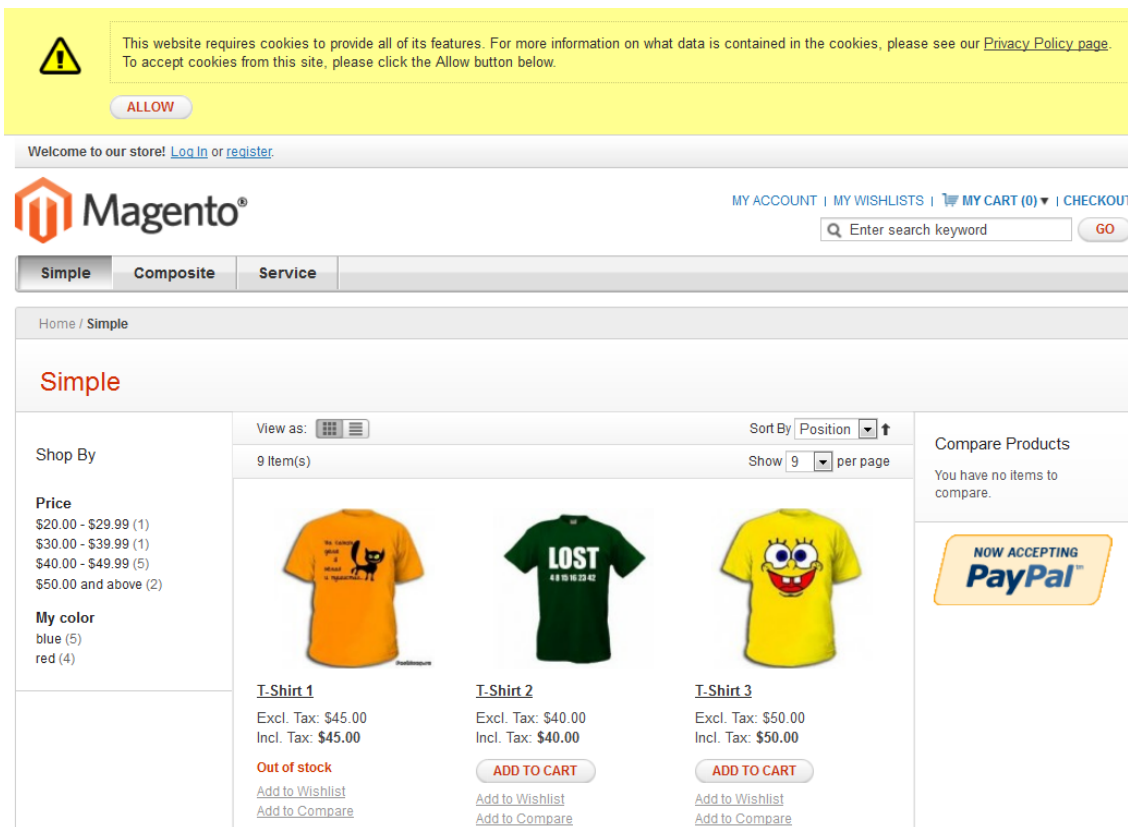 This website requires cookies to provide all of its features. For more information on what data is contained in the cookies, please see our Privacy Policy page.
To accept cookies from this site, please click the Allow button below.
ALLOW
Welcome to our store! Log In or register.
Magento®
MY ACCOUNT | MY WISHLISTS | MY CART (0) ▼ | CHECKOUT
Enter search keyword GO
Simple Composite Service
Home / Simple
Simple
Shop By
Price
$20.00 - $29.99 (1)
$30.00 - $39.99 (1)
$40.00 - $49.99 (5)
$50.00 and above (2)
My color
blue (5)
red (4)
View as: Sort By Position
9 Item(s) Show 9 per page
LOST
4 8 15 16 23 42
T-Shirt 1
Excl. Tax: $45.00
Incl. Tax: $45.00
Out of stock
Add to Wishlist
Add to Compare
T-Shirt 2
Excl. Tax: $40.00
Incl. Tax: $40.00
ADD TO CART
Add to Wishlist
Add to Compare
T-Shirt 3
Excl. Tax: $50.00
Incl. Tax: $50.00
ADD TO CART
Add to Wishlist
Add to Compare
Compare Products
You have no items to
compare.
NOW ACCEPTING
PayPal™